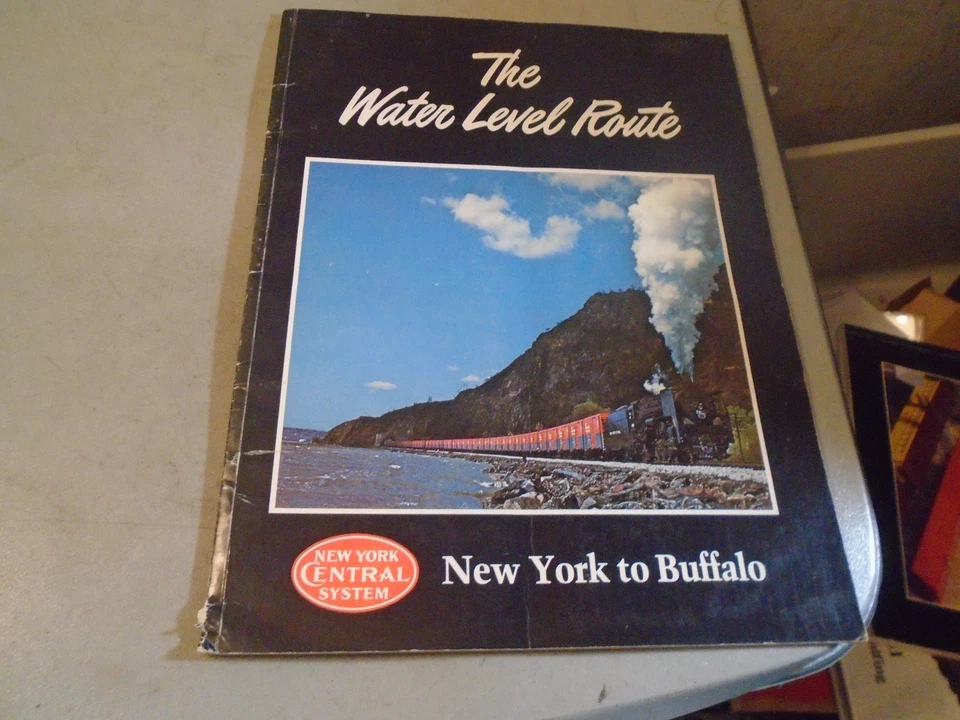 The
Water Level Route
NEW YORK
CENTRAL
SYSTEM
New York to Buffalo